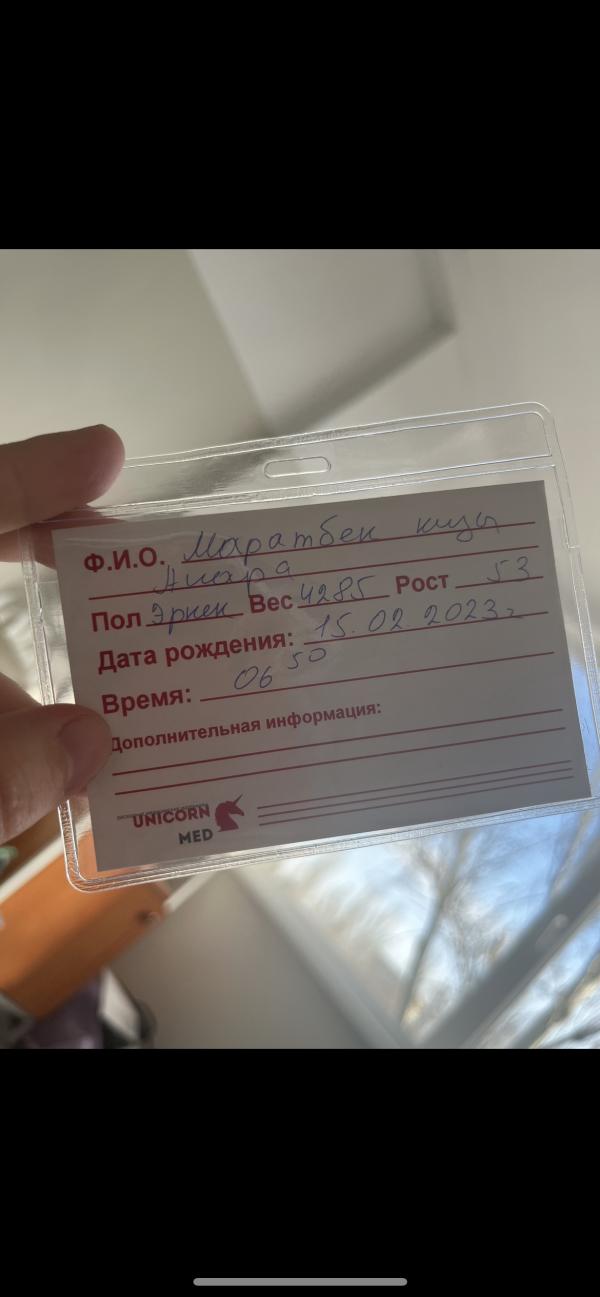 Ф.И.О. Маратбек кызы
Пол Эркек Вес 4285 Рост 53
Дата рождения: 15.02.2023г
Время: 06 50
Дополнительная информация:
UNICORN
MED